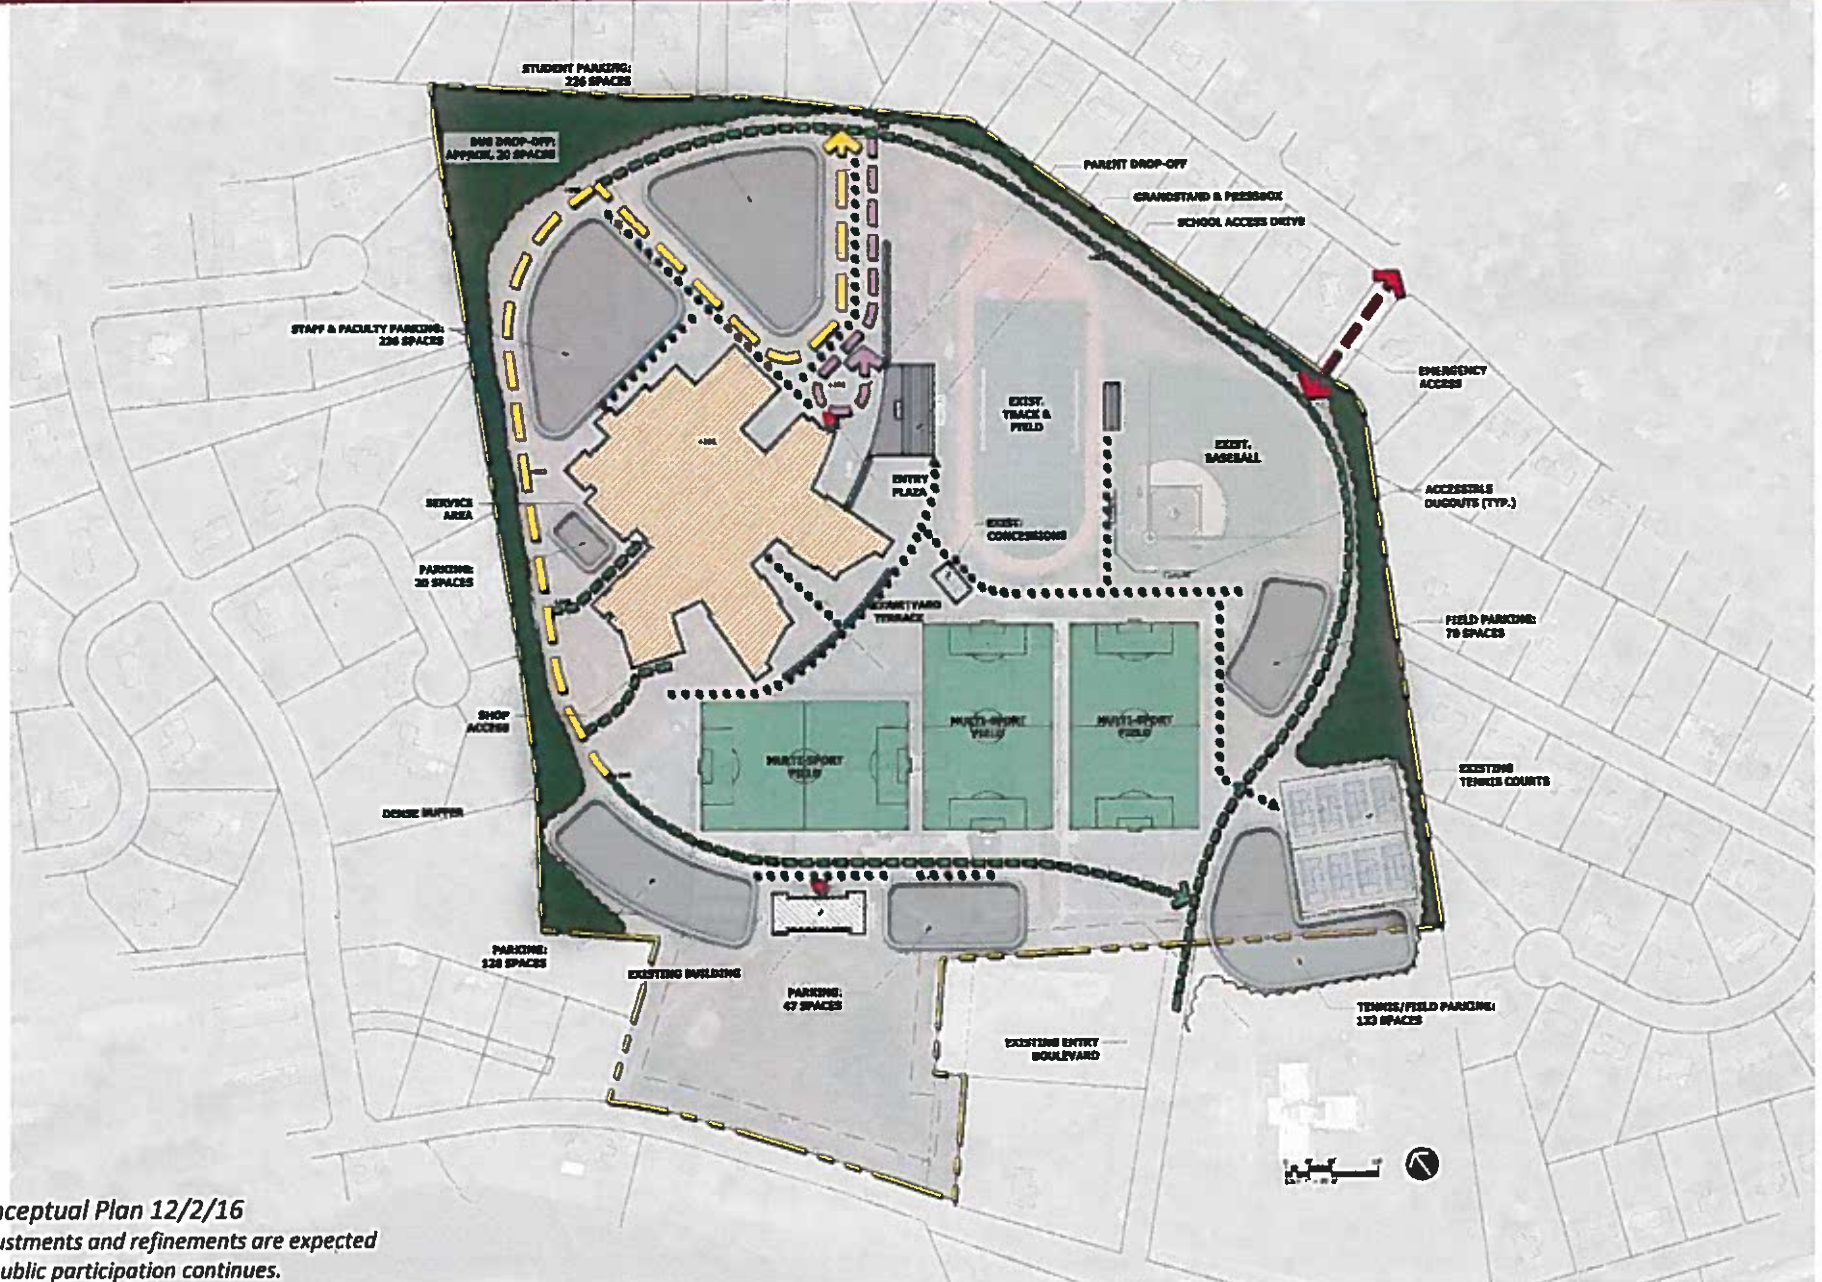 STUDENT PARKING:
226 SPACES
BUS DROP-OFF:
APPROX. 20 SPACES
PARENT DROP-OFF
GRANDSTAND & PRESSBOX
SCHOOL ACCESS DRIVE
STAFF & FACULTY PARKING:
EMERGENCY
ACCESS
EXIST.
TRACK &
FIELD
EXIST.
BASEBALL
ENTRY
PLAZA
ACCESSIBLE
DUGOUTS (TYP.)
SERVICE
AREA
EXIST.
CONCESSIONS
PARKING:
20 SPACES
COURTYARD
TERRACE
FIELD PARKING:
SPACES
SHOP
ACCESS
MULTI-SPORT
FIELD
MULTI-SPORT
FIELD
MULTI-SPORT
FIELD
EXISTING
TENNIS COURTS
DENSE BUFFER
PARKING:
128 SPACES
EXISTING BUILDING
PARKING:
47 SPACES
TENNIS/FIELD PARKING:
SPACES
EXISTING ENTRY
BOULEVARD
nceptual Plan 12/2/16
ustments and refinements are expected
ublic participation continues.